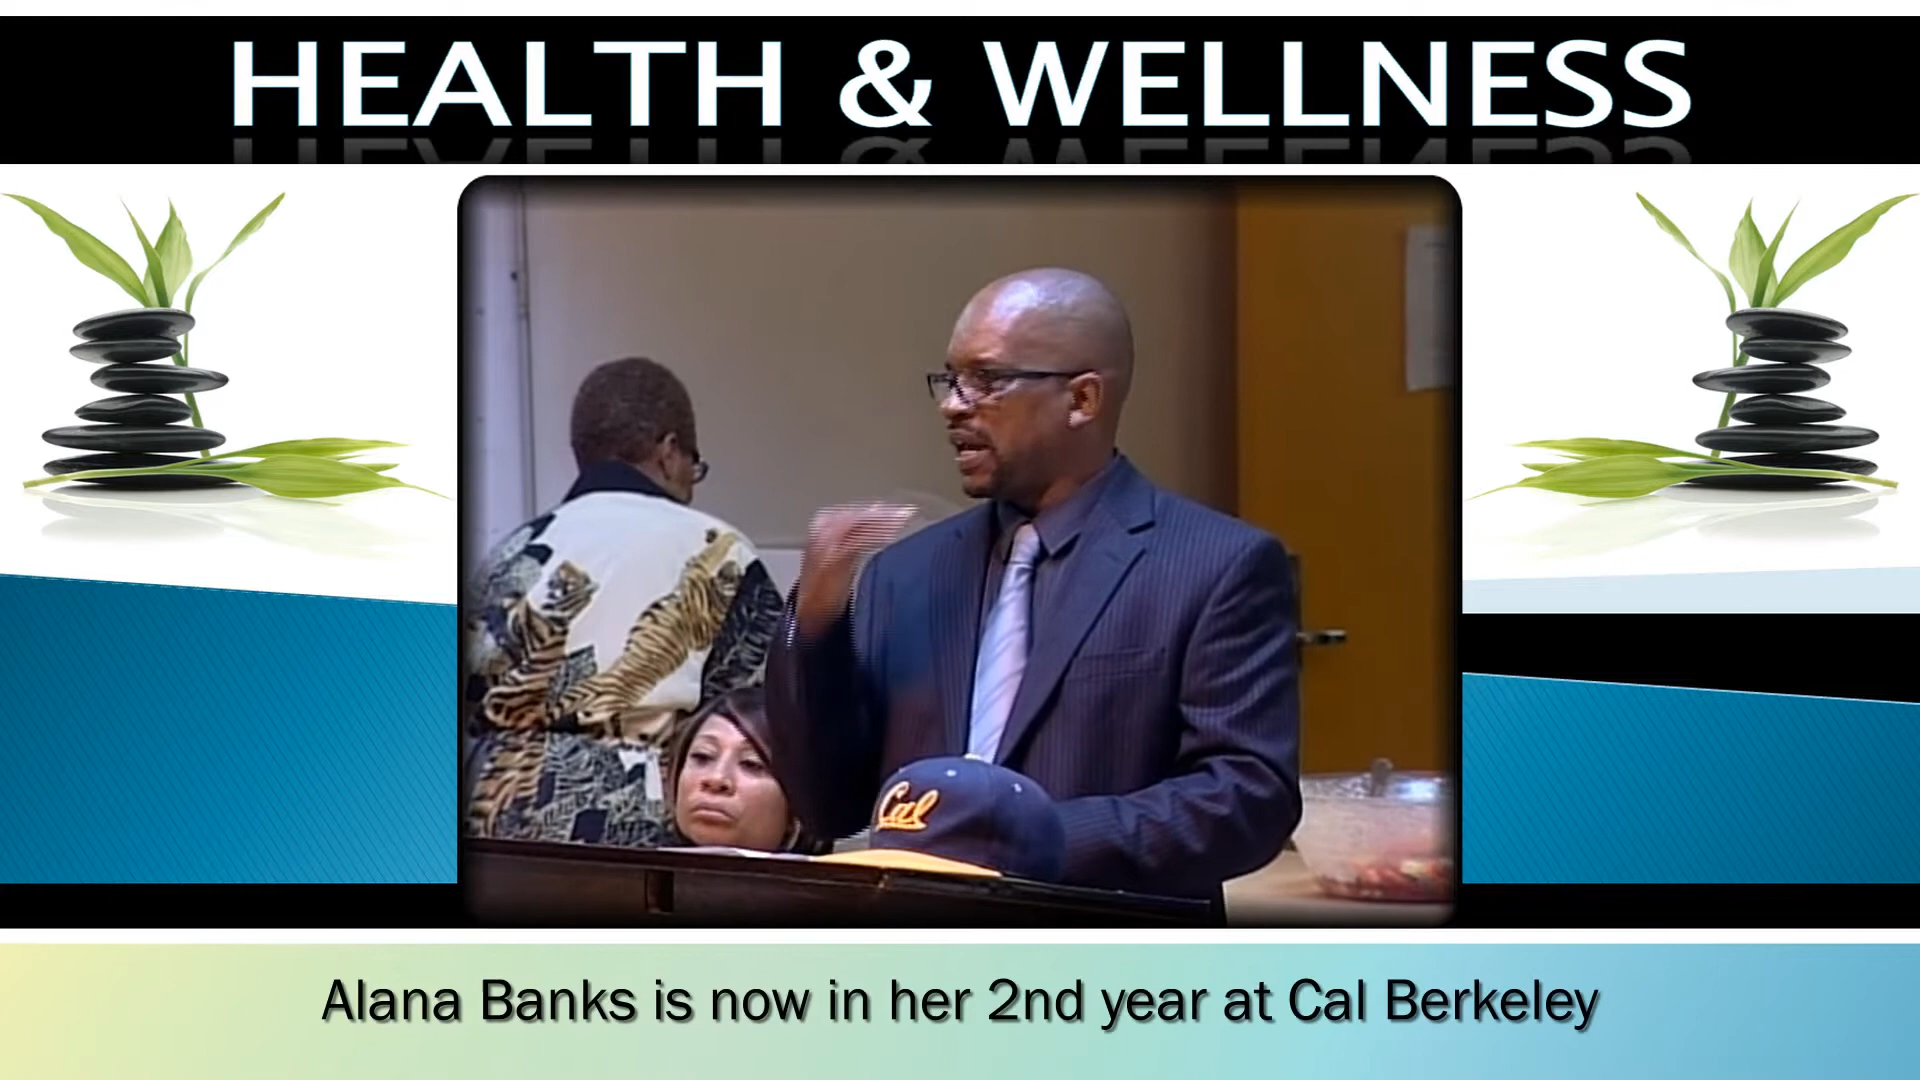 HEALTH & WELLNESS
Cal
Alana Banks is now in her 2nd year at Cal Berkeley